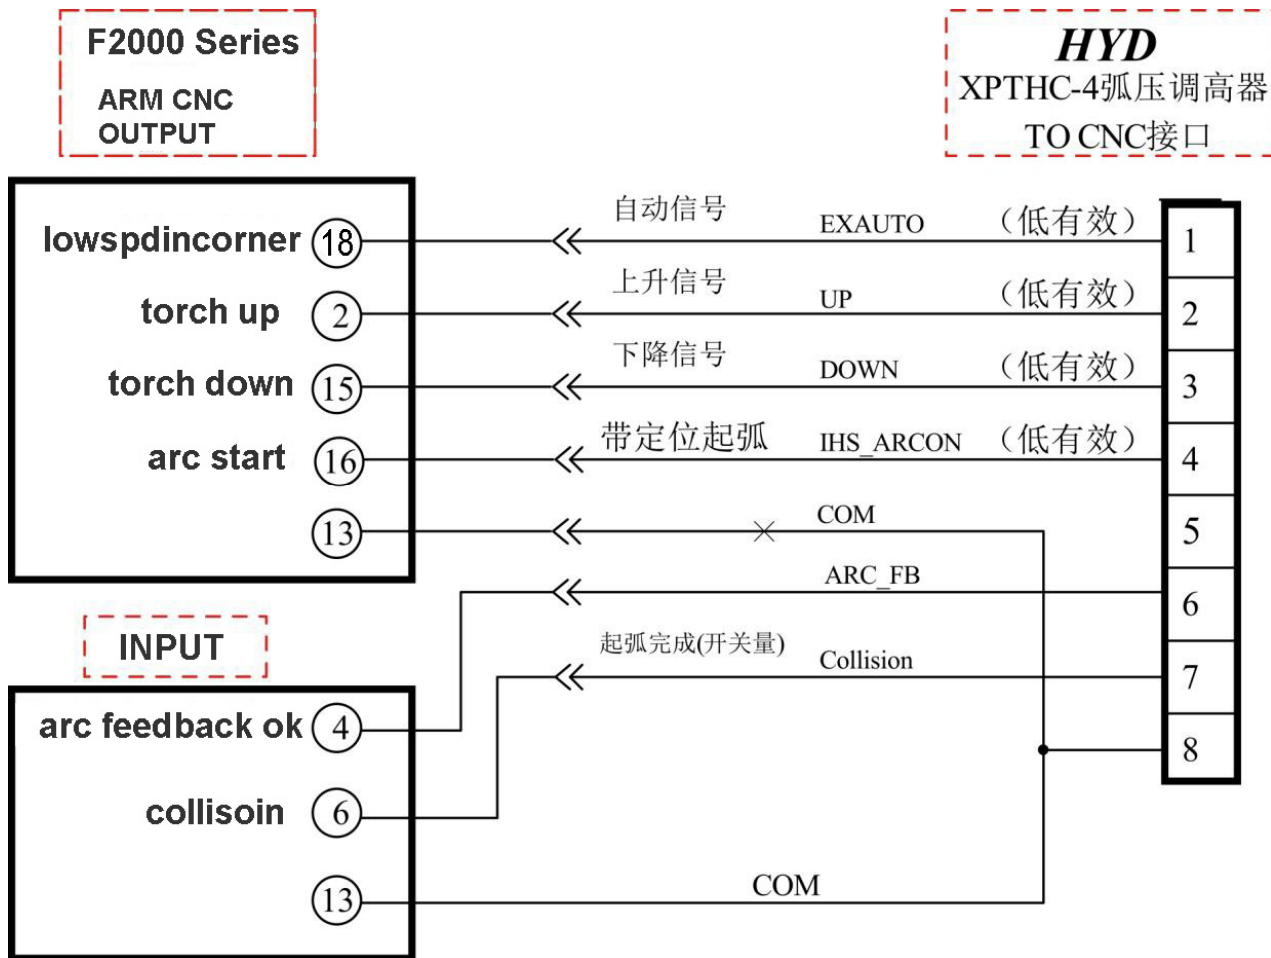 F2000 Series
ARM CNC
OUTPUT
HYD
XPTHC-4弧压调高器
TO CNC接口
lowspdincorner 18
自动信号 EXAUTO （低有效） 1
torch up 2
上升信号 UP （低有效） 2
torch down 15
下降信号 DOWN （低有效） 3
arc start 16
带定位起弧 IHS_ARCON （低有效） 4
13
COM 5
ARC_FB 6
INPUT
起弧完成(开关量) Collision 7
arc feedback ok 4
8
collisoin 6
13
COM